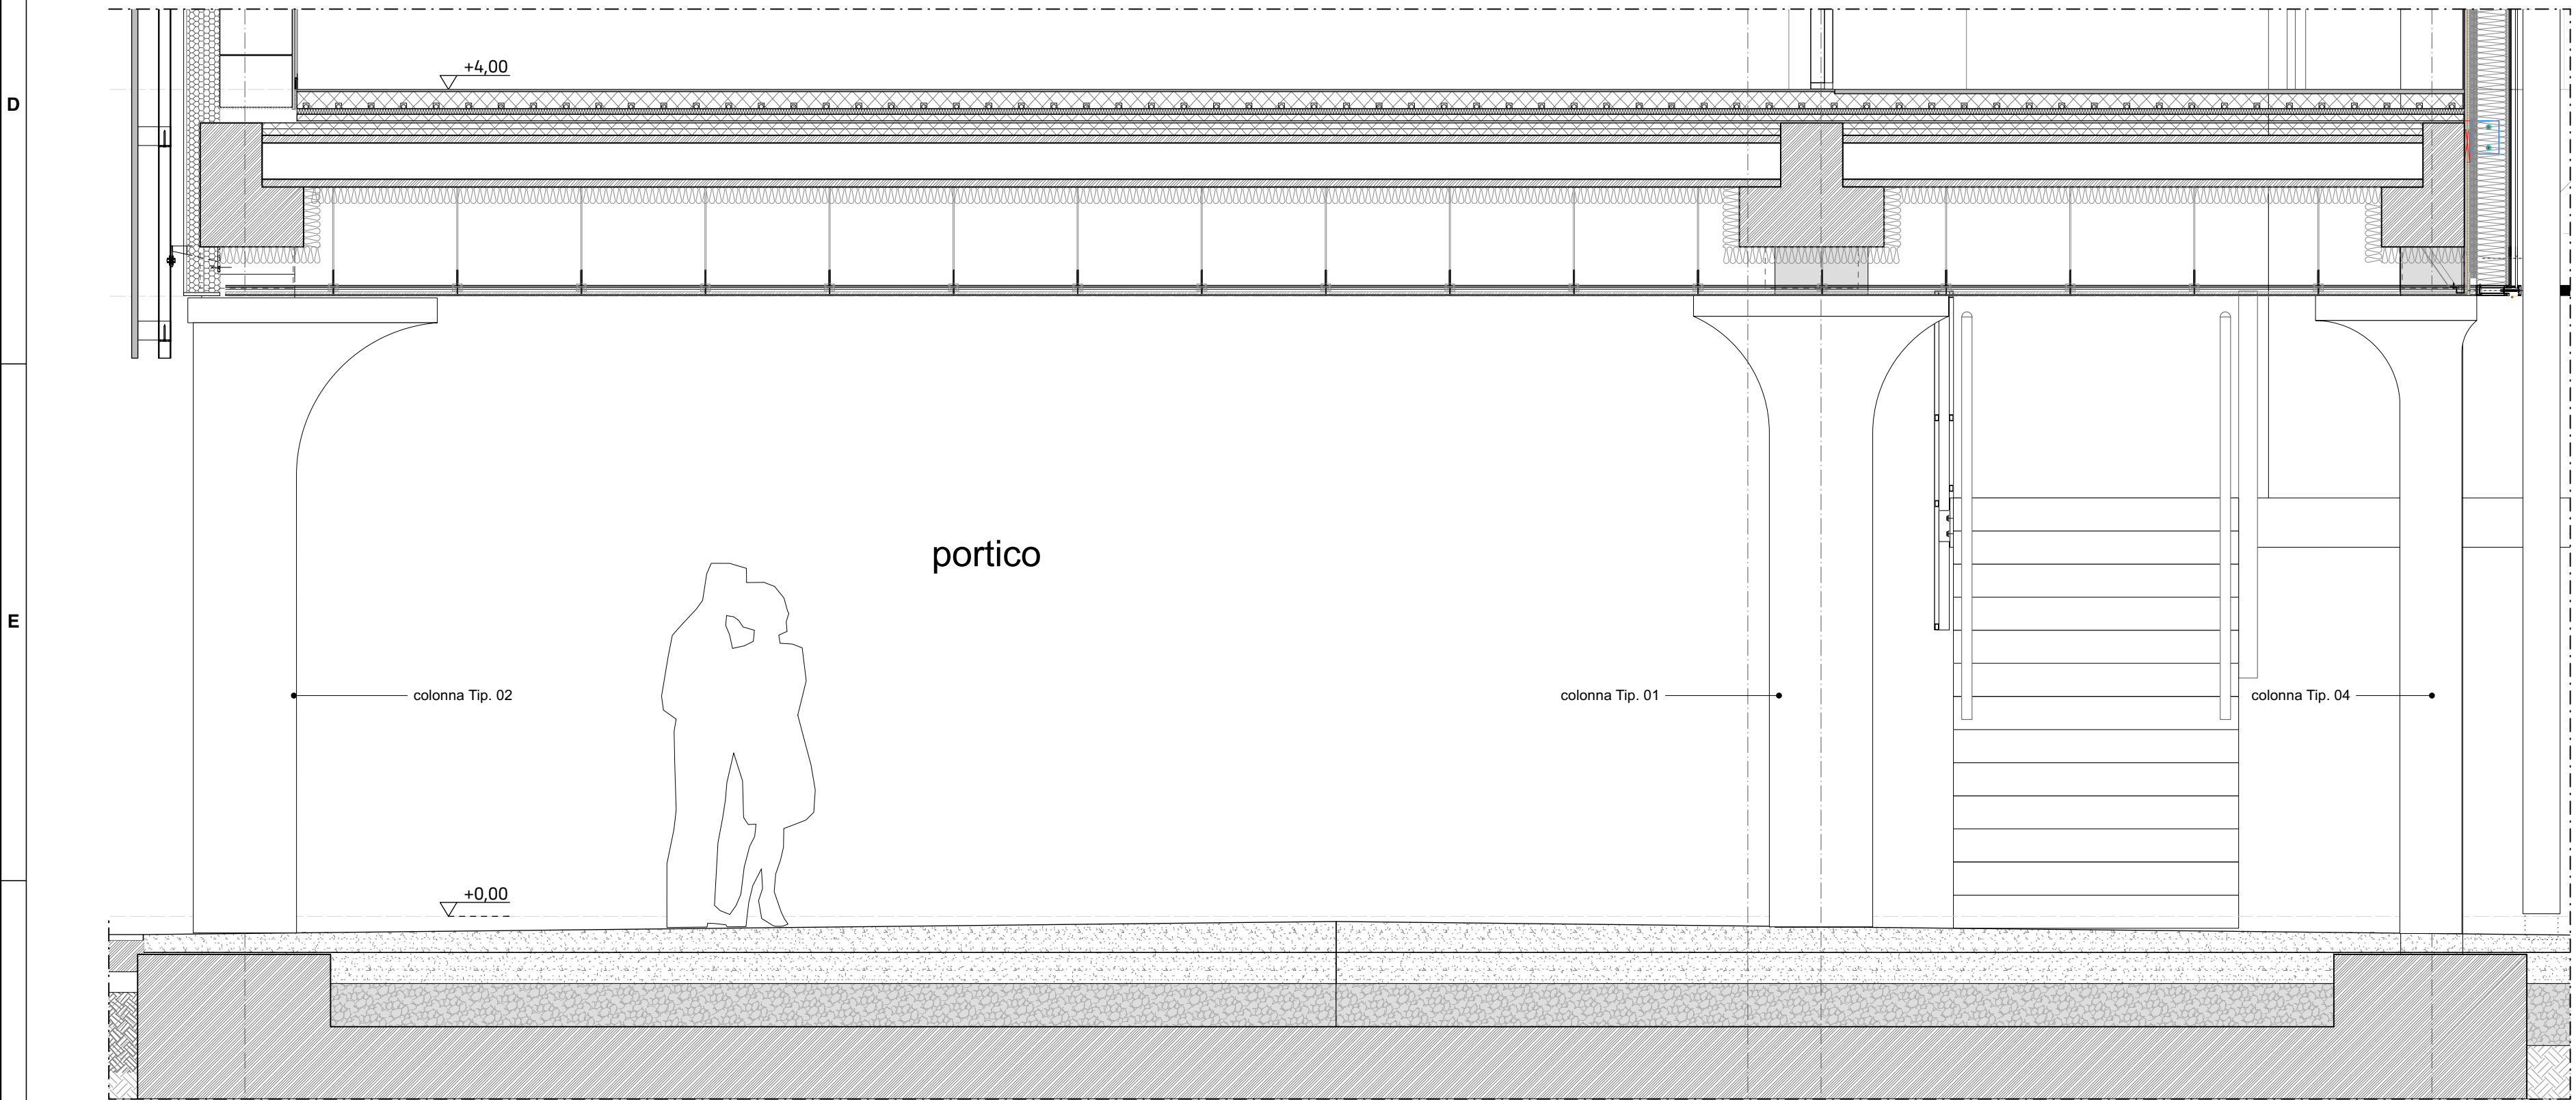 D
+4,00
portico
E
colonna Tip. 02
colonna Tip. 01
colonna Tip. 04
+0,00